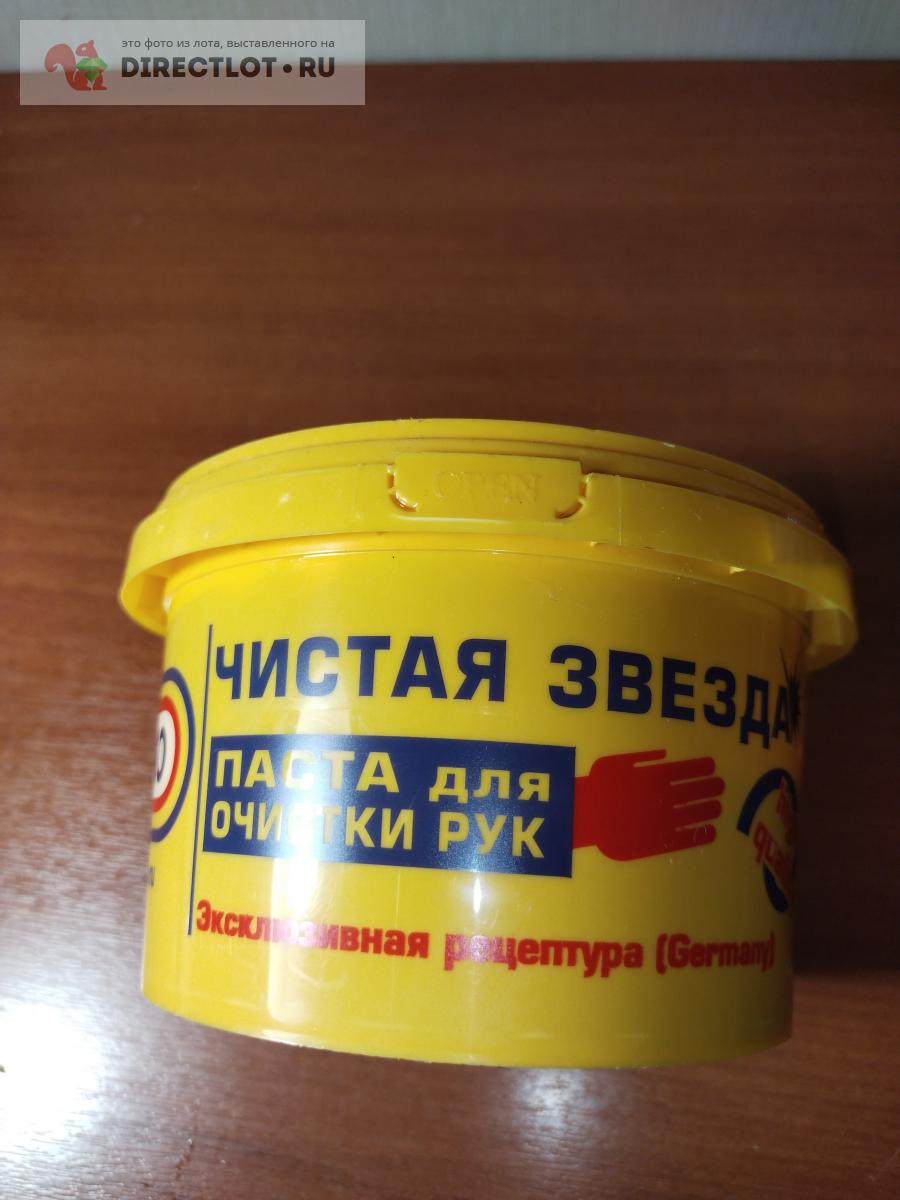 это фото из лота, выставленного на
DIRECTLOT•RU
OPEN
ЧИСТАЯ ЗВЕЗДА
ПАСТА для
ОЧИСТКИ РУК
Эксклюзивная рецептура (Germany)